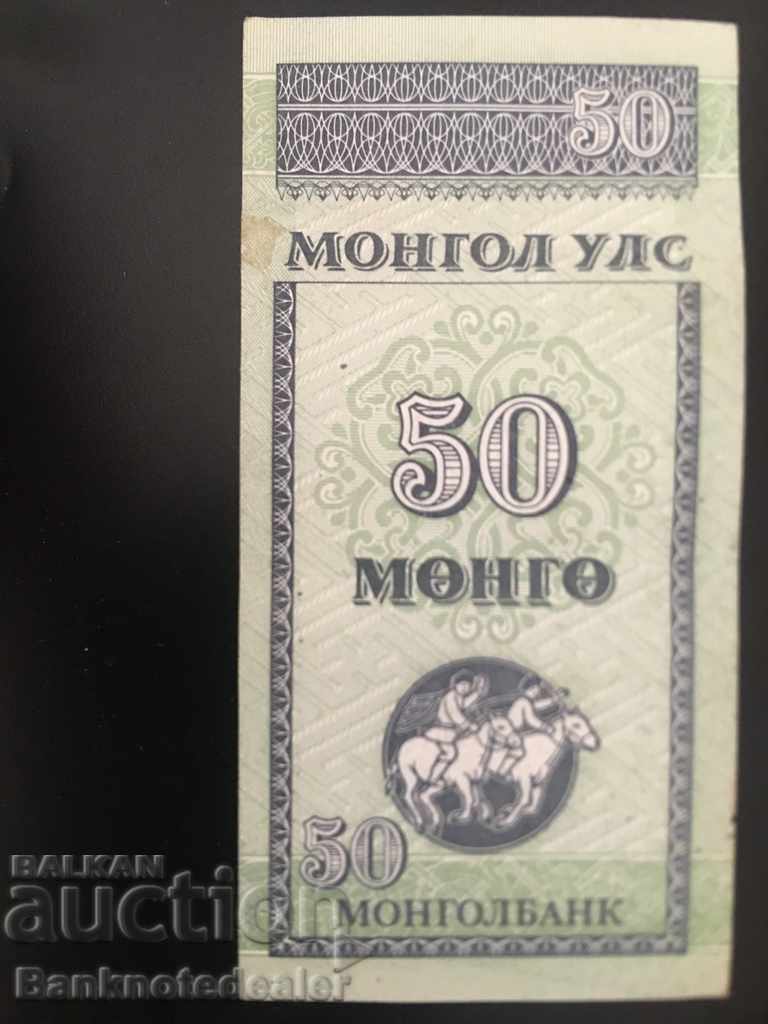 50
МОНГОЛ УЛС
50
МӨНГӨ
50
МОНГОЛБАНК
BALKAN
auction
Banknotedealer